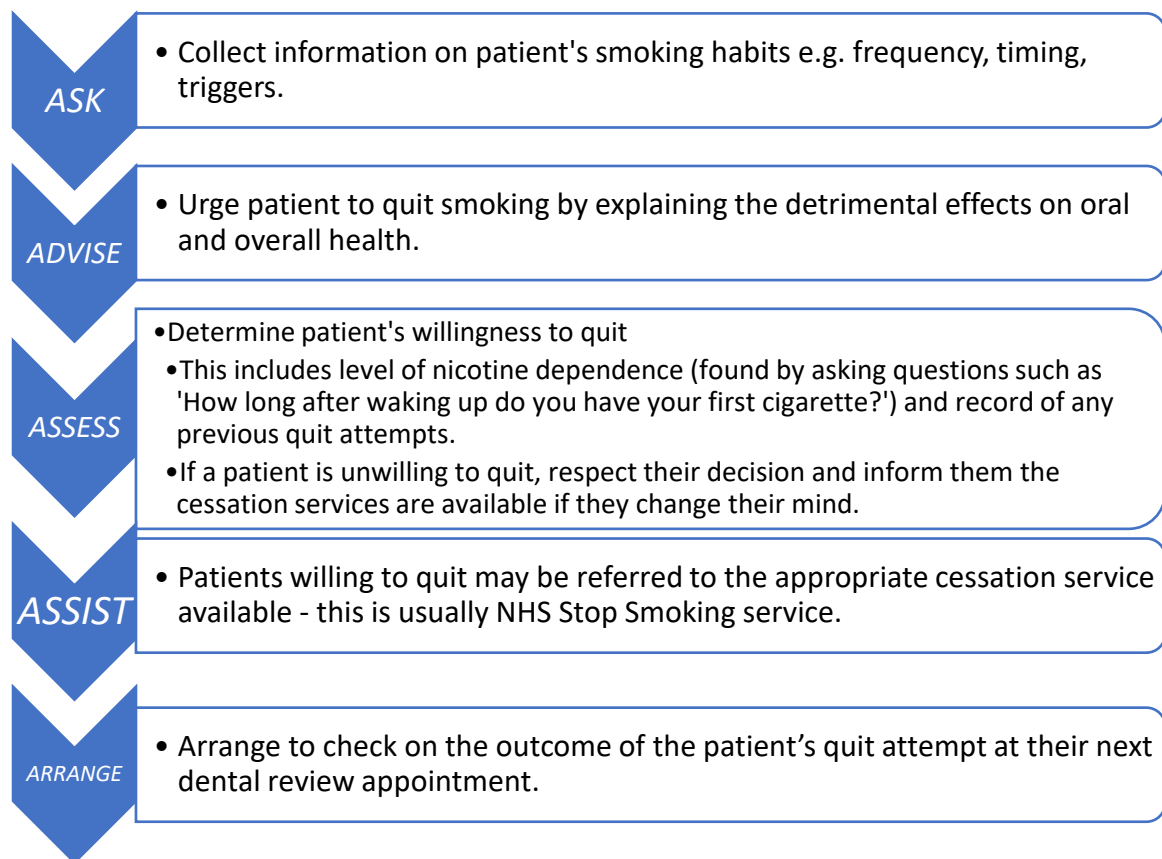 ASK
• Collect information on patient's smoking habits e.g. frequency, timing,
triggers.
ADVISE
• Urge patient to quit smoking by explaining the detrimental effects on oral
and overall health.
ASSESS
•Determine patient's willingness to quit
•This includes level of nicotine dependence (found by asking questions such as
'How long after waking up do you have your first cigarette?') and record of any
previous quit attempts.
•If a patient is unwilling to quit, respect their decision and inform them the
cessation services are available if they change their mind.
ASSIST
• Patients willing to quit may be referred to the appropriate cessation service
available - this is usually NHS Stop Smoking service.
ARRANGE
• Arrange to check on the outcome of the patient’s quit attempt at their next
dental review appointment.